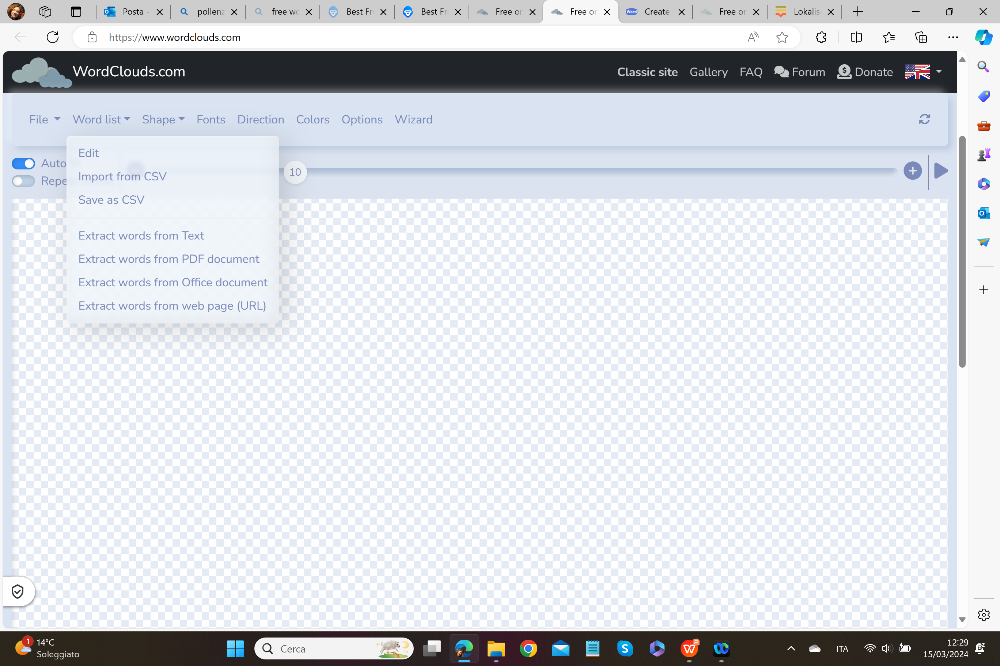 Posta -
pollenz
free wo
Best Fr
Best Fr
Free or
Free or
Word Create
Free or
Lokalis
https://www.wordclouds.com
WordClouds.com
Classic site Gallery FAQ Forum Donate
File Word list Shape Fonts Direction Colors Options Wizard
Edit
Auto
Import from CSV
10
Repe
Save as CSV
Extract words from Text
Extract words from PDF document
Extract words from Office document
Extract words from web page (URL)
1
14°C
Soleggiato
Cerca
ITA
12:29
15/03/2024